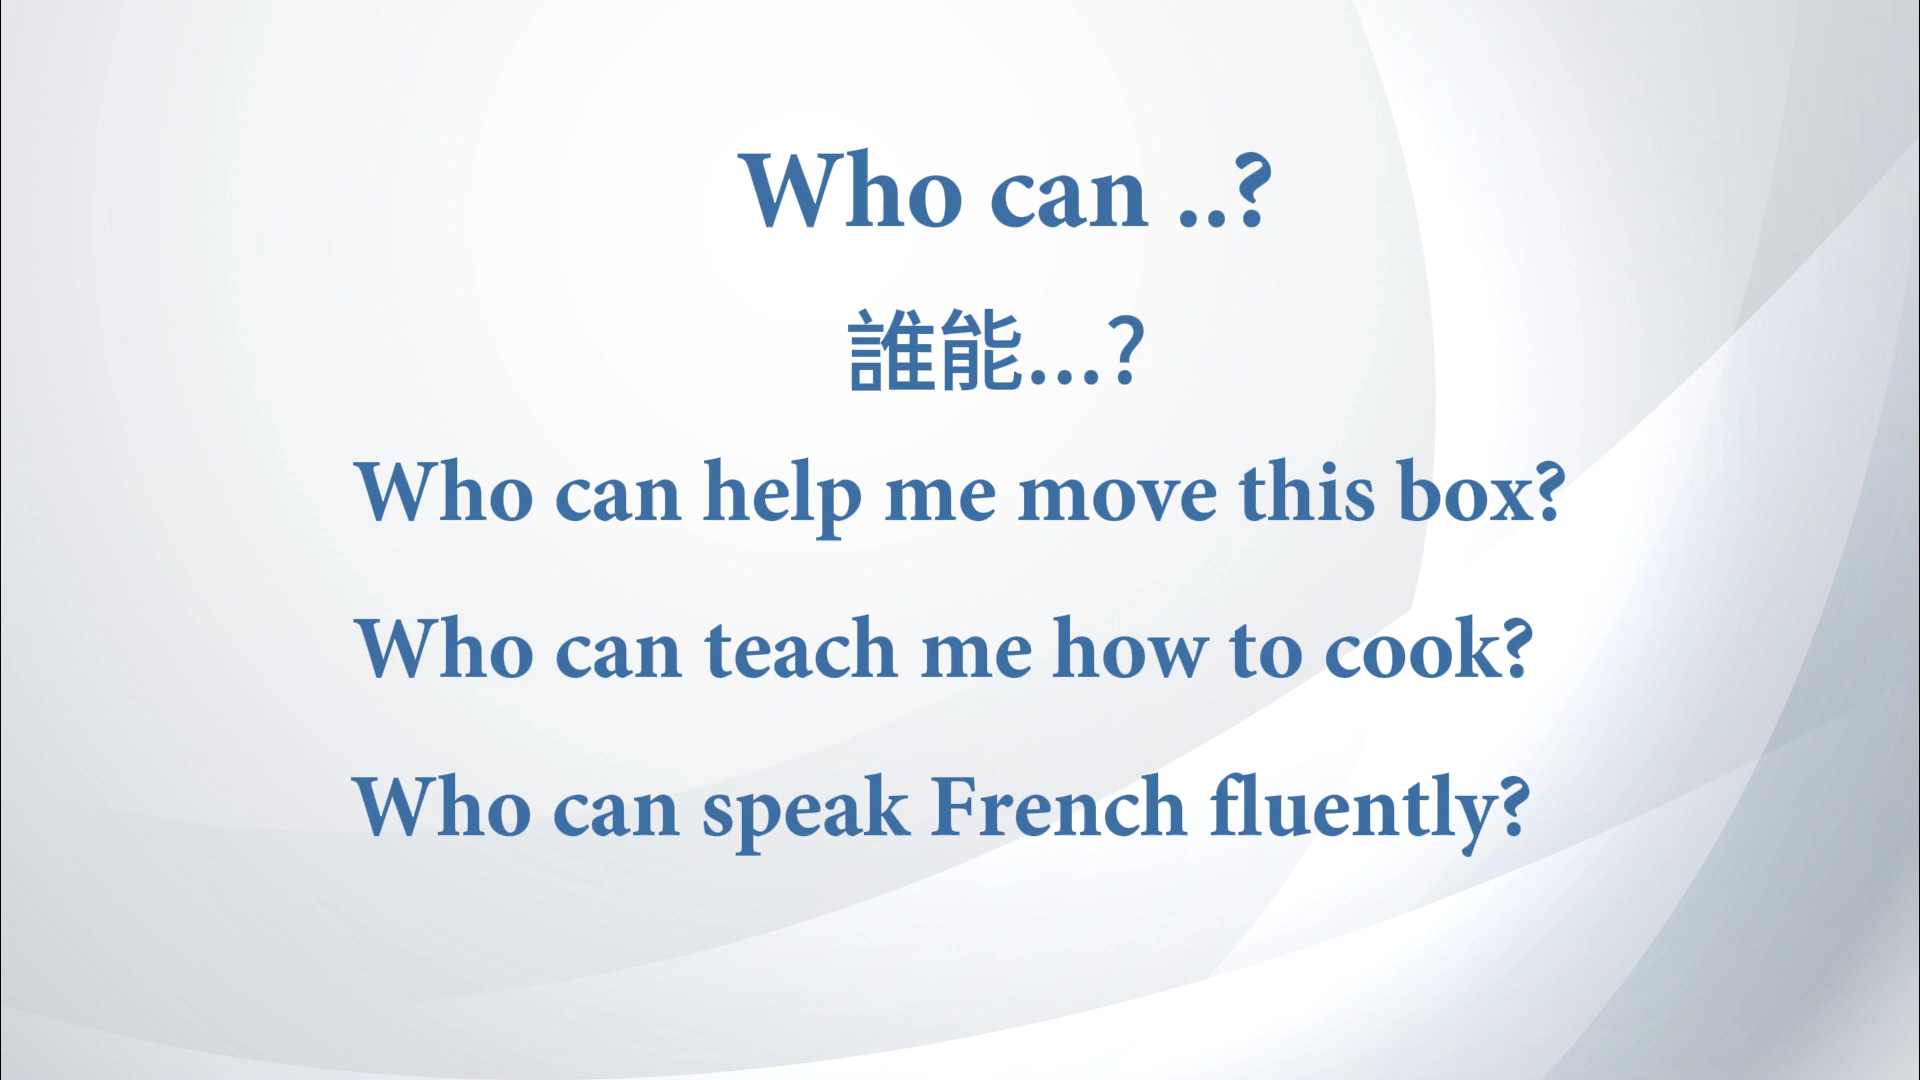 Who can ..?
誰能...?
Who can help me move this box?
Who can teach me how to cook?
Who can speak French fluently?